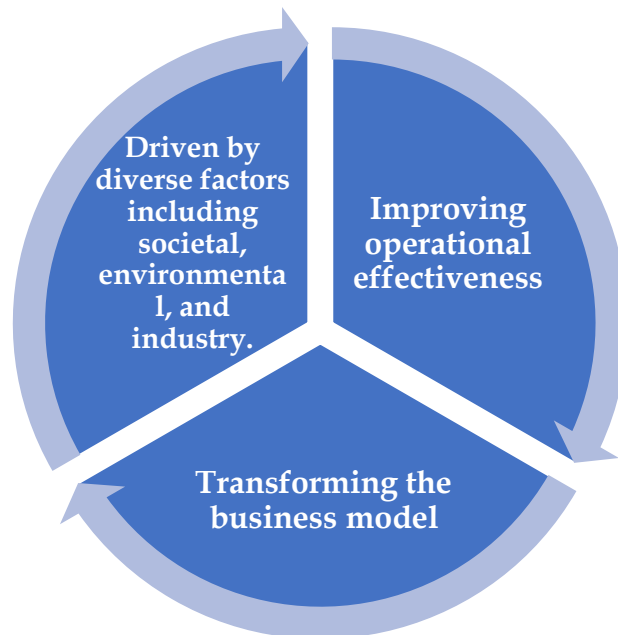 Driven by
diverse factors
including
societal,
environmenta
l, and
industry.
Improving
operational
effectiveness
Transforming the
business model